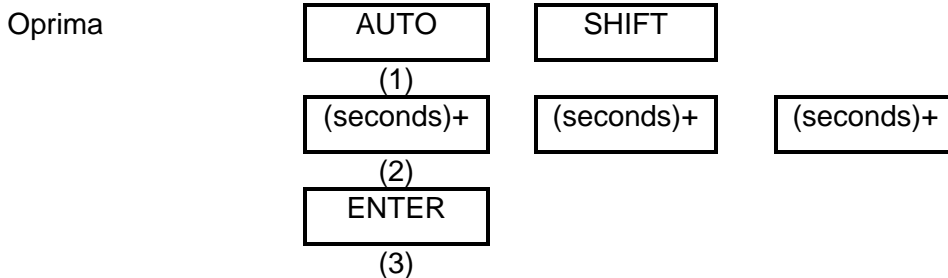 Oprima AUTO SHIFT
(1)
(seconds)+ (seconds)+ (seconds)+
(2)
ENTER
(3)